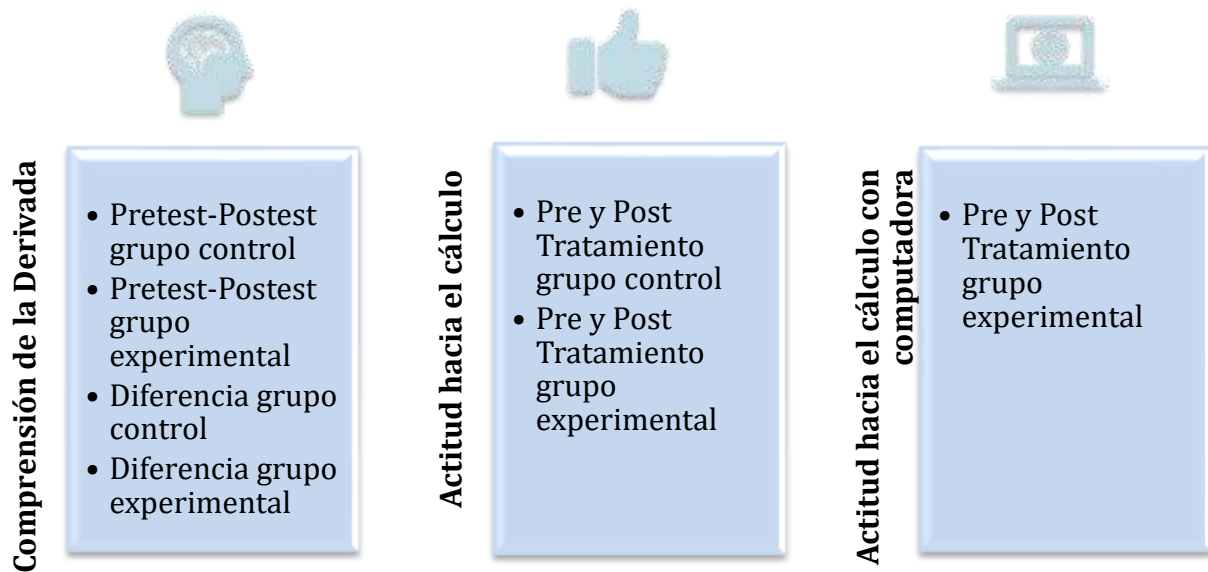 Comprensión de la Derivada
• Pretest-Postest
grupo control
• Pretest-Postest
grupo
experimental
• Diferencia grupo
control
• Diferencia grupo
experimental
Actitud hacia el cálculo
• Pre y Post
Tratamiento
grupo control
• Pre y Post
Tratamiento
grupo
experimental
Actitud hacia el cálculo con
computadora
• Pre y Post
Tratamiento
grupo
experimental